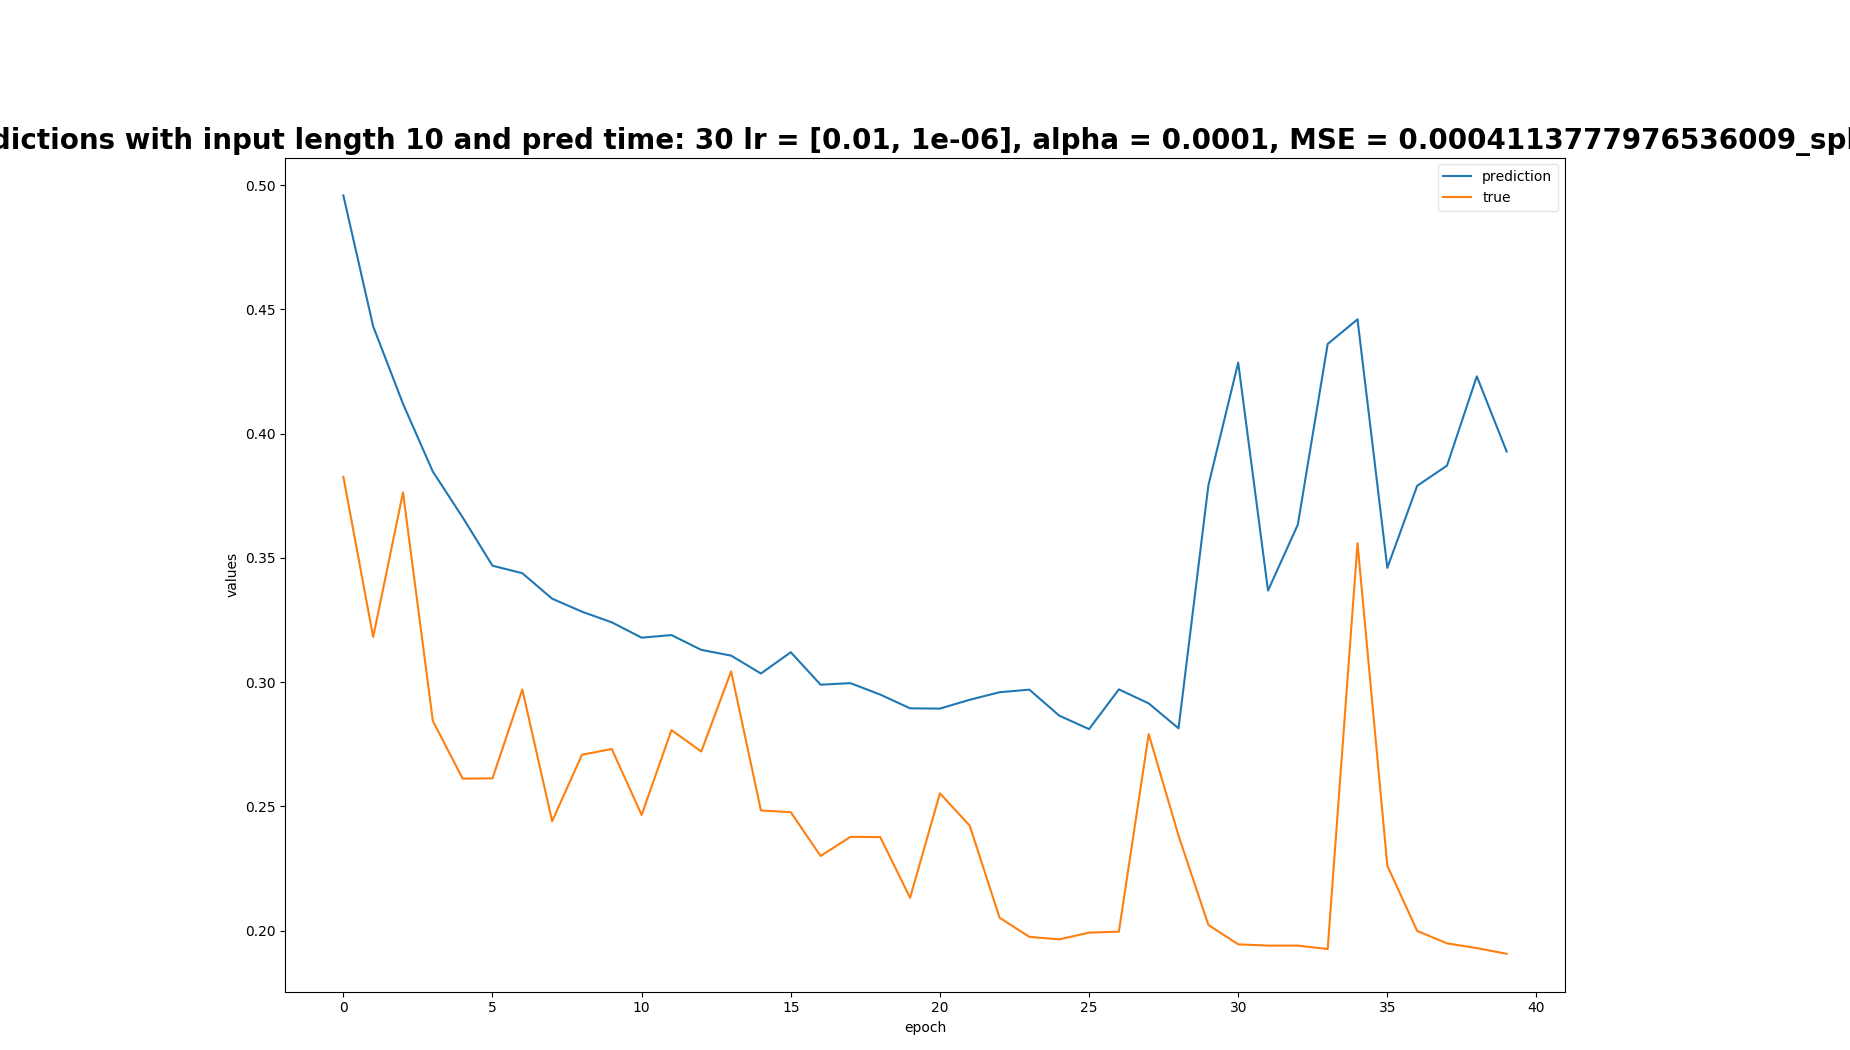 dictions with input length 10 and pred time: 30 lr = [0.01, 1e-06], alpha = 0.0001, MSE = 0.0004113777976536009_spl
prediction
true
0.50
0.45
0.40
0.35
0.30
0.25
0.20
values
0 5 10 15 20 25 30 35 40
epoch